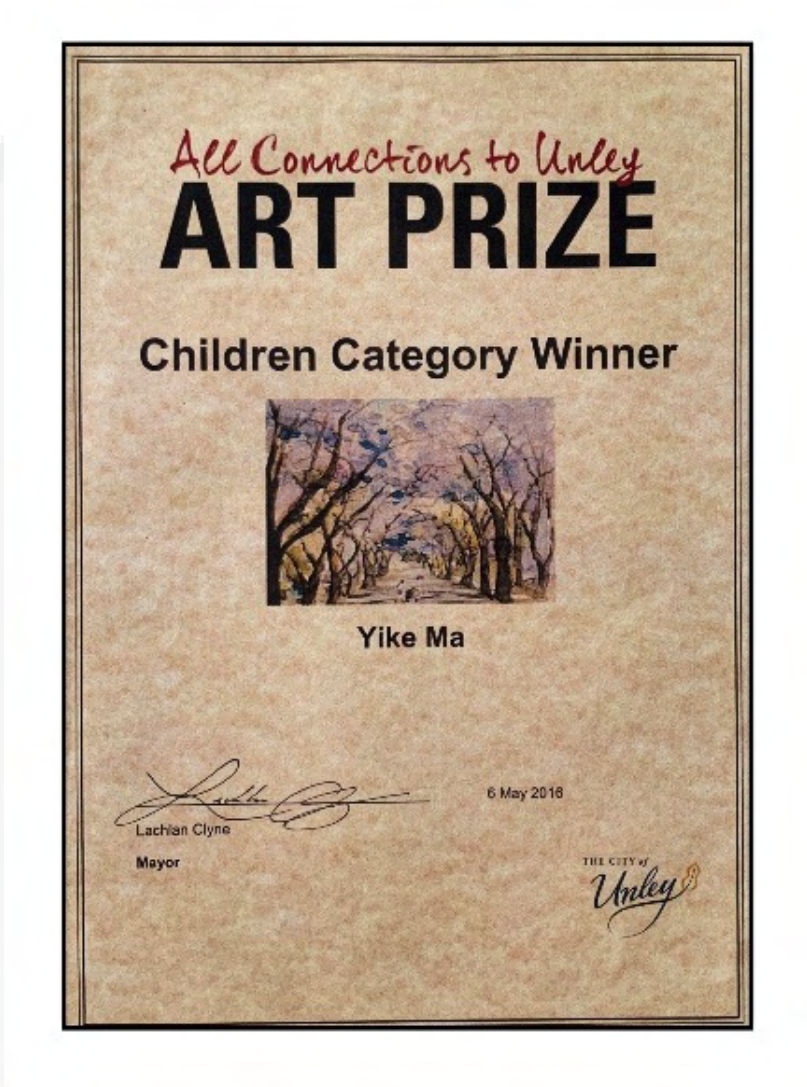 All Connections to Unley
ART PRIZE
Children Category Winner
Yike Ma
6 May 2016
Lachlan Clyne
Mayor
THE CITY of
Unley